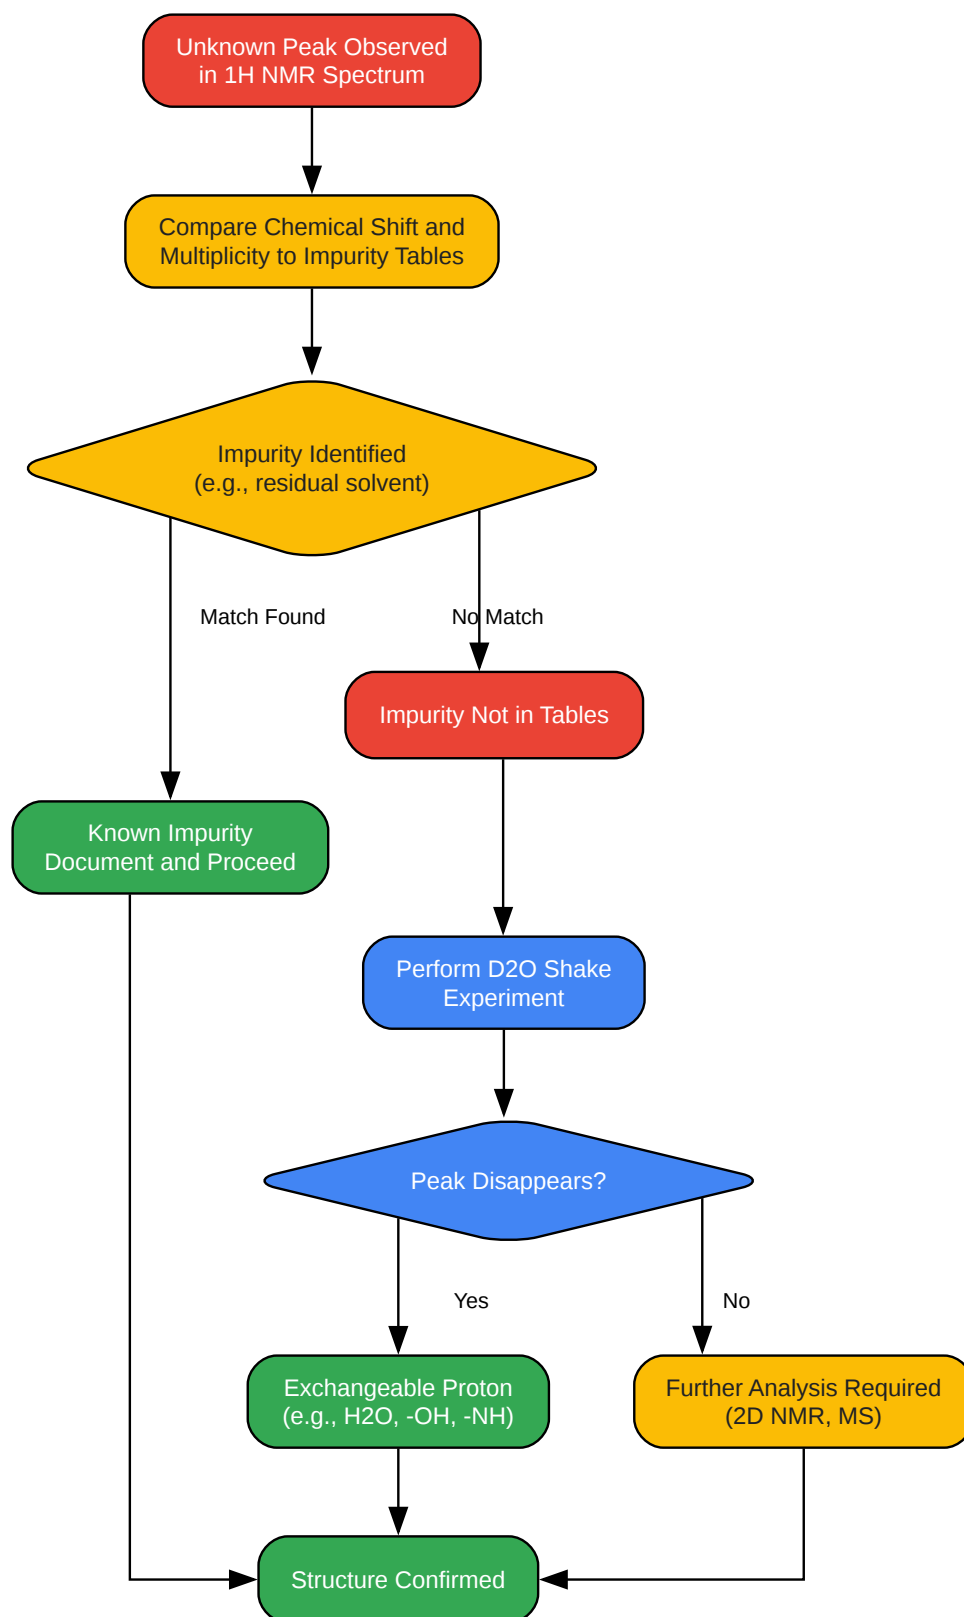 Unknown Peak Observed
in 1H NMR Spectrum
Compare Chemical Shift and
Multiplicity to Impurity Tables
Impurity Identified
(e.g., residual solvent)
Match Found
No Match
Impurity Not in Tables
Known Impurity
Document and Proceed
Perform D2O Shake
Experiment
Peak Disappears?
Yes
No
Exchangeable Proton
(e.g., H2O, -OH, -NH)
Further Analysis Required
(2D NMR, MS)
Structure Confirmed